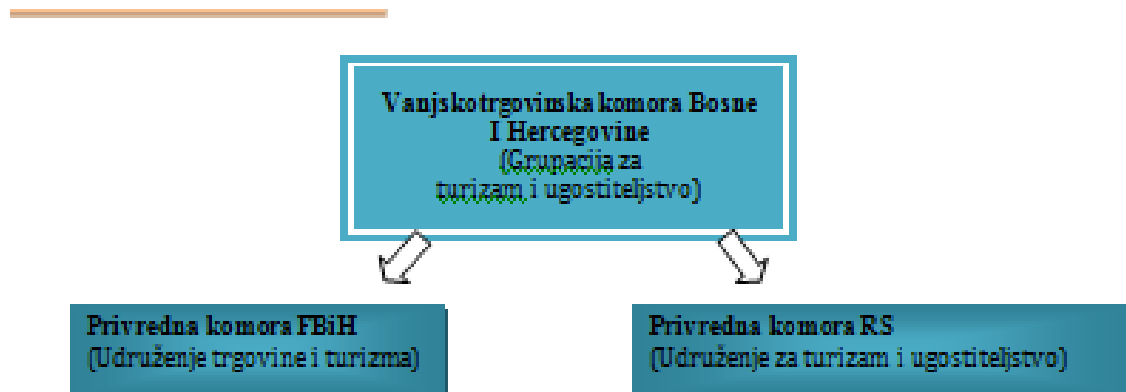 Vanjskotrgovinska komora Bosne
I Hercegovine
(Grupacija za
turizam i ugostiteljstvo)
Privredna komora FBiH
(Udruženje trgovine i turizma)
Privredna komora RS
(Udruženje za turizam i ugostiteljstvo)